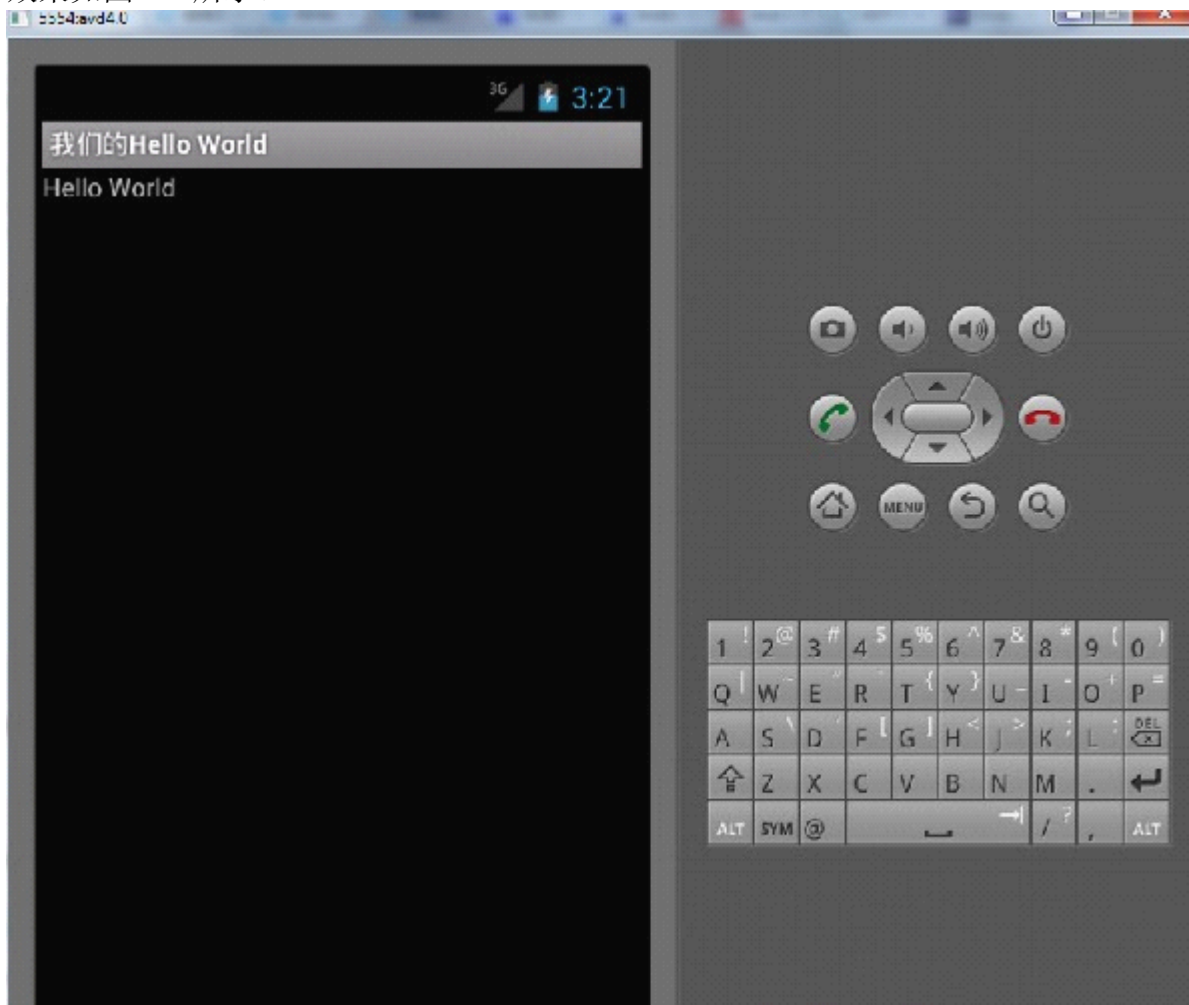 5554:avd4.0
3G 3:21
我们的Hello World
Hello World
MENU
1 ! 2 @ 3 # 4 $ 5 % 6 ^ 7 & 8 * 9 ( 0 )
Q | W ~ E " R ` T { Y } U _ I - O + P =
A S \ D ' F [ G ] H < J > K ; L : DEL
Z X C V B N M .
ALT SYM @ / ? , ALT